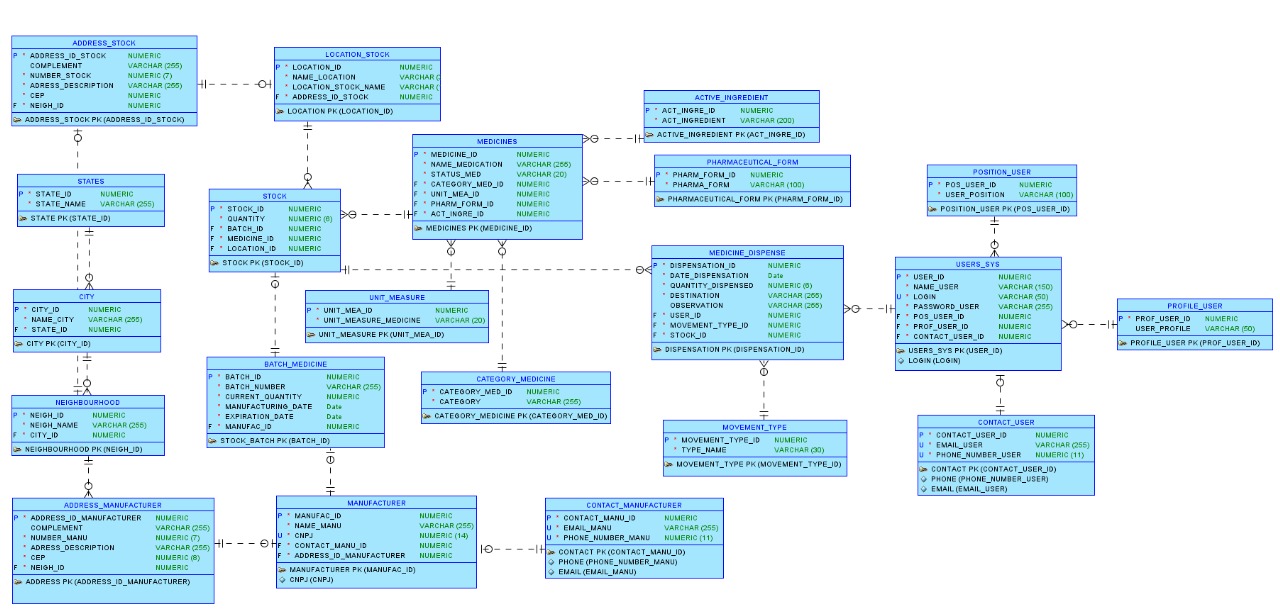 ADDRESS_STOCK
P * ADDRESS_ID_STOCK NUMERIC
COMPLEMENT VARCHAR (255)
* NUMBER_STOCK NUMERIC (7)
* ADRESS_DESCRIPTION VARCHAR (255)
* CEP NUMERIC
F * NEIGH_ID NUMERIC
ADDRESS_STOCK PK (ADDRESS_ID_STOCK)
LOCATION_STOCK
P * LOCATION_ID NUMERIC
* NAME_LOCATION VARCHAR (
* LOCATION_STOCK_NAME VARCHAR (
F * ADDRESS_ID_STOCK NUMERIC
LOCATION PK (LOCATION_ID)
ACTIVE_INGREDIENT
P * ACT_INGRE_ID NUMERIC
* ACT_INGREDIENT VARCHAR (200)
ACTIVE_INGREDIENT PK (ACT_INGRE_ID)
MEDICINES
P * MEDICINE_ID NUMERIC
* NAME_MEDICATION VARCHAR (255)
* STATUS_MED VARCHAR (20)
F * CATEGORY_MED_ID NUMERIC
F * UNIT_MEA_ID NUMERIC
F * PHARM_FORM_ID NUMERIC
F * ACT_INGRE_ID NUMERIC
MEDICINES PK (MEDICINE_ID)
PHARMACEUTICAL_FORM
P * PHARM_FORM_ID NUMERIC
* PHARMA_FORM VARCHAR (100)
PHARMACEUTICAL_FORM PK (PHARM_FORM_ID)
POSITION_USER
P * POS_USER_ID NUMERIC
* USER_POSITION VARCHAR (100)
POSITION_USER PK (POS_USER_ID)
STATES
P * STATE_ID NUMERIC
* STATE_NAME VARCHAR (255)
STATE PK (STATE_ID)
STOCK
P * STOCK_ID NUMERIC
* QUANTITY NUMERIC (6)
F * BATCH_ID NUMERIC
F * MEDICINE_ID NUMERIC
F * LOCATION_ID NUMERIC
STOCK PK (STOCK_ID)
MEDICINE_DISPENSE
P * DISPENSATION_ID NUMERIC
* DATE_DISPENSATION Date
* QUANTITY_DISPENSED NUMERIC (6)
* DESTINATION VARCHAR (255)
OBSERVATION VARCHAR (255)
F * USER_ID NUMERIC
F * MOVEMENT_TYPE_ID NUMERIC
F * STOCK_ID NUMERIC
DISPENSATION PK (DISPENSATION_ID)
USERS_SYS
P * USER_ID NUMERIC
* NAME_USER VARCHAR (150)
U * LOGIN VARCHAR (50)
* PASSWORD_USER VARCHAR (255)
F * POS_USER_ID NUMERIC
F * PROF_USER_ID NUMERIC
F * CONTACT_USER_ID NUMERIC
USERS_SYS PK (USER_ID)
LOGIN (LOGIN)
PROFILE_USER
P * PROF_USER_ID NUMERIC
USER_PROFILE VARCHAR (50)
PROFILE_USER PK (PROF_USER_ID)
CITY
P * CITY_ID NUMERIC
* NAME_CITY VARCHAR (255)
F * STATE_ID NUMERIC
CITY PK (CITY_ID)
UNIT_MEASURE
P * UNIT_MEA_ID NUMERIC
* UNIT_MEASURE_MEDICINE VARCHAR (20)
UNIT_MEASURE PK (UNIT_MEA_ID)
BATCH_MEDICINE
P * BATCH_ID NUMERIC
* BATCH_NUMBER VARCHAR (255)
* CURRENT_QUANTITY NUMERIC
* MANUFACTURING_DATE Date
* EXPIRATION_DATE Date
F * MANUFAC_ID NUMERIC
STOCK_BATCH PK (BATCH_ID)
CATEGORY_MEDICINE
P * CATEGORY_MED_ID NUMERIC
* CATEGORY VARCHAR (255)
CATEGORY_MEDICINE PK (CATEGORY_MED_ID)
NEIGHBOURHOOD
P * NEIGH_ID NUMERIC
* NEIGH_NAME VARCHAR (255)
F * CITY_ID NUMERIC
NEIGHBOURHOOD PK (NEIGH_ID)
MOVEMENT_TYPE
P * MOVEMENT_TYPE_ID NUMERIC
* TYPE_NAME VARCHAR (30)
MOVEMENT_TYPE PK (MOVEMENT_TYPE_ID)
CONTACT_USER
P * CONTACT_USER_ID NUMERIC
U * EMAIL_USER VARCHAR (255)
U * PHONE_NUMBER_USER NUMERIC (11)
CONTACT PK (CONTACT_USER_ID)
PHONE (PHONE_NUMBER_USER)
EMAIL (EMAIL_USER)
ADDRESS_MANUFACTURER
P * ADDRESS_ID_MANUFACTURER NUMERIC
COMPLEMENT VARCHAR (255)
* NUMBER_MANU NUMERIC (7)
* ADRESS_DESCRIPTION VARCHAR (255)
* CEP NUMERIC (8)
F * NEIGH_ID NUMERIC
ADDRESS PK (ADDRESS_ID_MANUFACTURER)
MANUFACTURER
P * MANUFAC_ID NUMERIC
* NAME_MANU VARCHAR (255)
U * CNPJ NUMERIC (14)
F * CONTACT_MANU_ID NUMERIC
F * ADDRESS_ID_MANUFACTURER NUMERIC
MANUFACTURER PK (MANUFAC_ID)
CNPJ (CNPJ)
CONTACT_MANUFACTURER
P * CONTACT_MANU_ID NUMERIC
U * EMAIL_MANU VARCHAR (255)
U * PHONE_NUMBER_MANU NUMERIC (11)
CONTACT PK (CONTACT_MANU_ID)
PHONE (PHONE_NUMBER_MANU)
EMAIL (EMAIL_MANU)